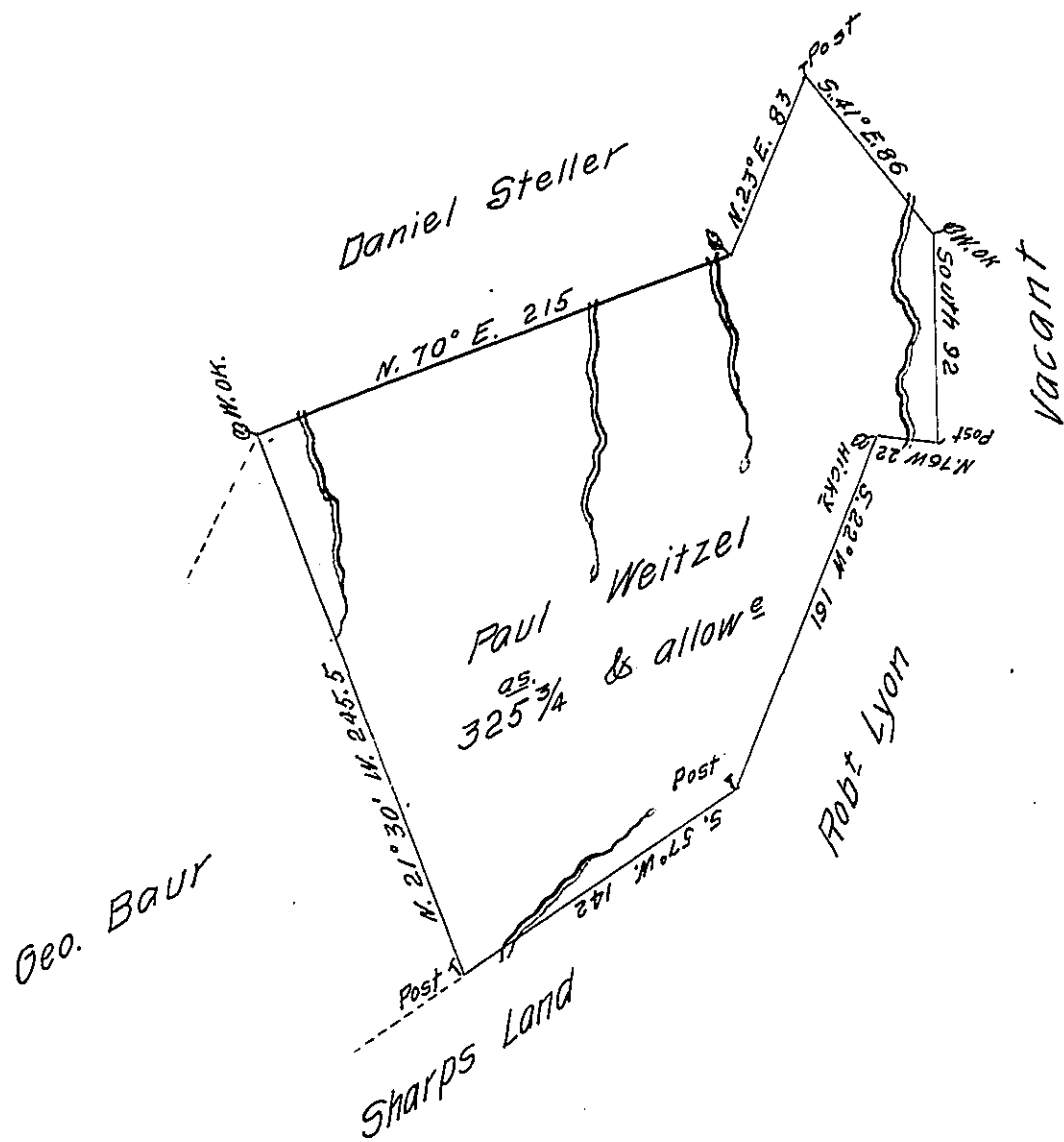 Post
S. 41° E. 86
N. 23° E. 83
Daniel Steller
W. OK
South 92
Vacant
N. 70° E. 215
W. OK.
Post
N. 76 W. 22
Hicky
S. 22° W 161
Paul Weitzel
as.
325 3/4 & allowe
N. 21° 30' W. 245.5
Post
S. 57° W. 142
Robt Lyon
Geo. Baur
Post
Sharps Land